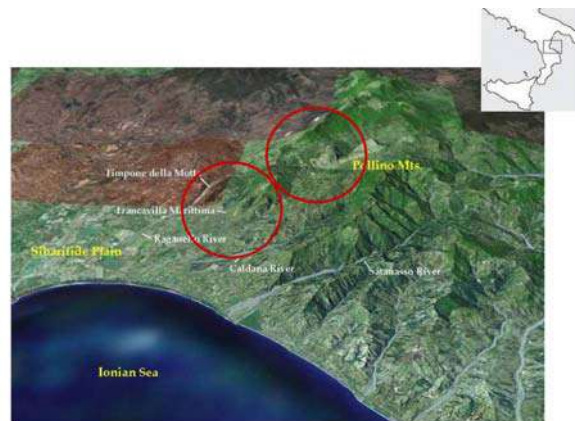 Pollino Mts.
Timpone della Mott
Francavilla Marittima
Raganello River
Sibaritide Plain
Caldana River
Satanasso River
Ionian Sea